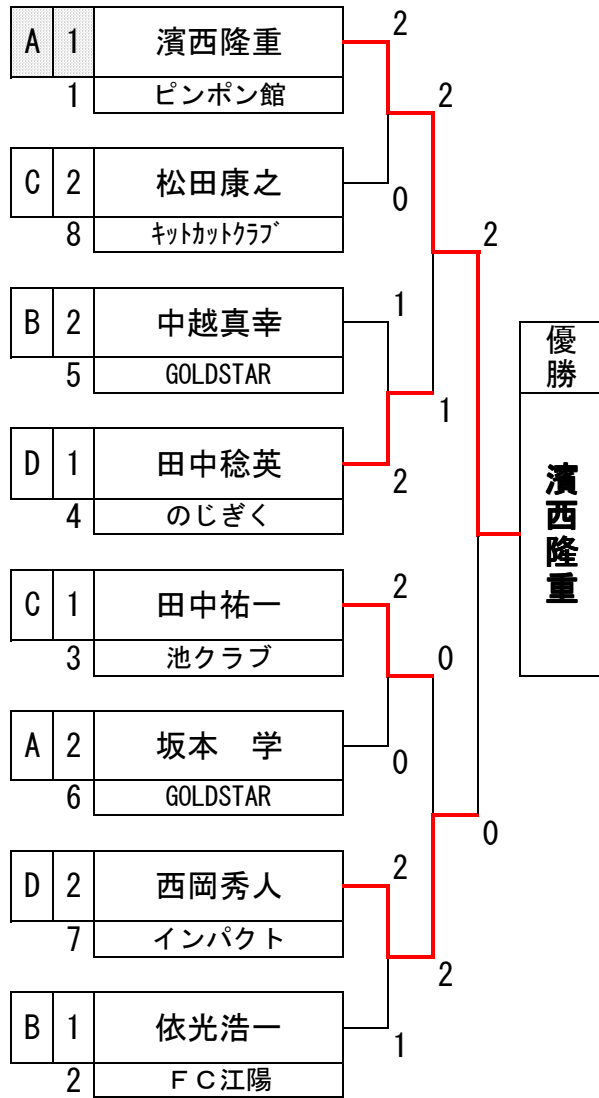 A 1 濱西隆重 2
1 ピンポン館 2
C 2 松田康之 0
8 ｷｯﾄｶｯﾄｸﾗﾌﾞ 2
B 2 中越真幸 1
5 GOLDSTAR
D 1 田中稔英 2 1
4 のじぎく
C 1 田中祐一 2
3 池クラブ 0
A 2 坂本　学 0
6 GOLDSTAR 0
D 2 西岡秀人 2
7 インパクト 2
B 1 依光浩一 1
2 ＦＣ江陽
優勝
濱西隆重